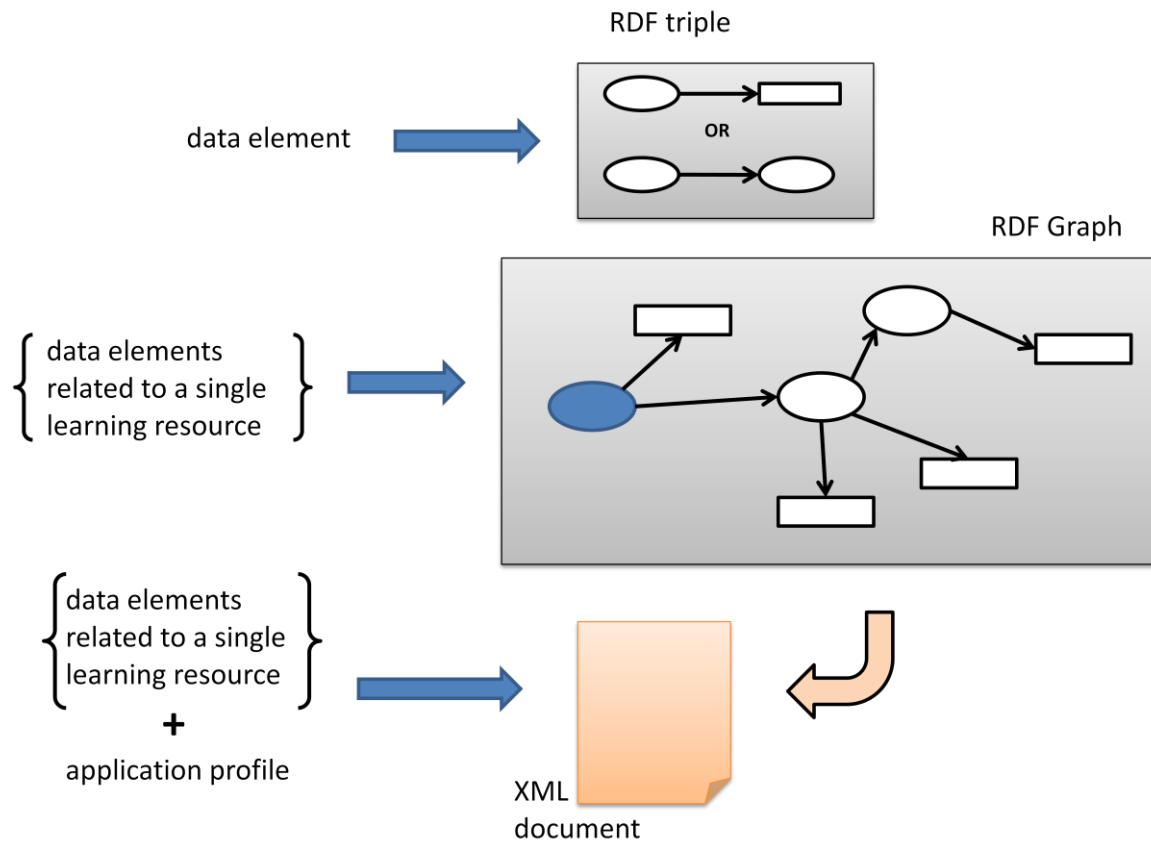 RDF triple
data element
OR
RDF Graph
data elements
related to a single
learning resource
data elements
related to a single
learning resource
+
application profile
XML
document